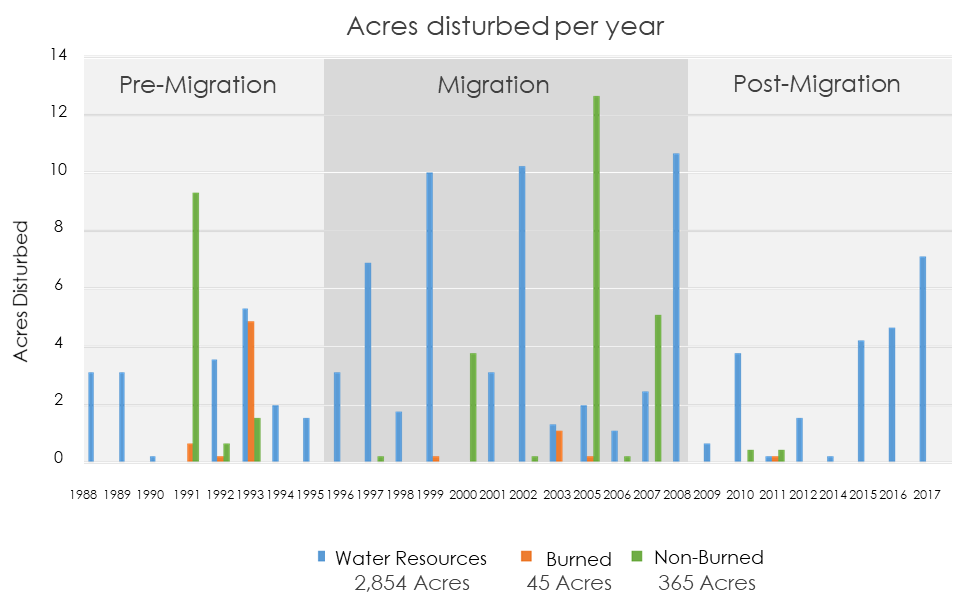 Acres disturbed per year
14
Pre-Migration Migration Post-Migration
12
10
8
6
4
2
0
Acres Disturbed
1988 1989 1990 1991 1992 1993 1994 1995 1996 1997 1998 1999 2000 2001 2002 2003 2005 2006 2007 2008 2009 2010 2011 2012 2014 2015 2016 2017
Water Resources Burned Non-Burned
2,854 Acres 45 Acres 365 Acres